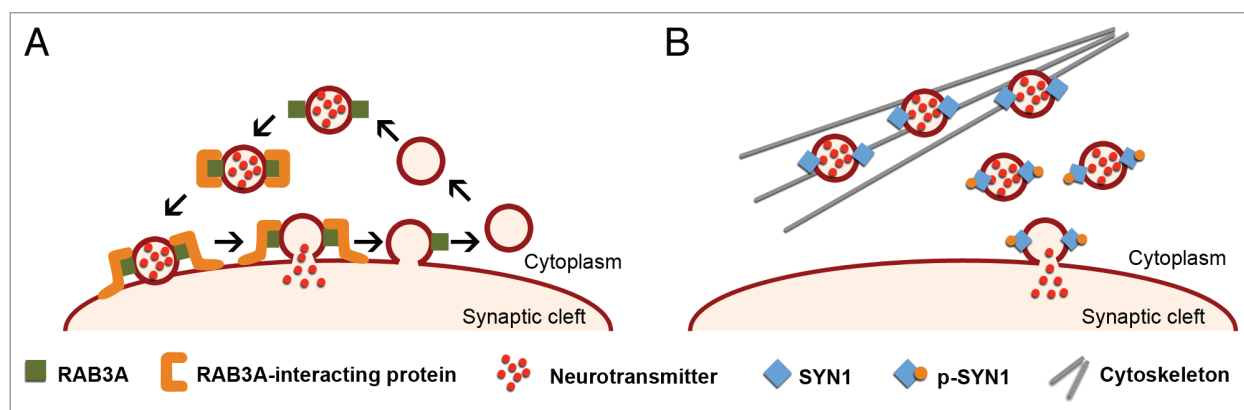 A
B
Cytoplasm
Synaptic cleft
Cytoplasm
Synaptic cleft
RAB3A
RAB3A-interacting protein
Neurotransmitter
SYN1
p-SYN1
Cytoskeleton